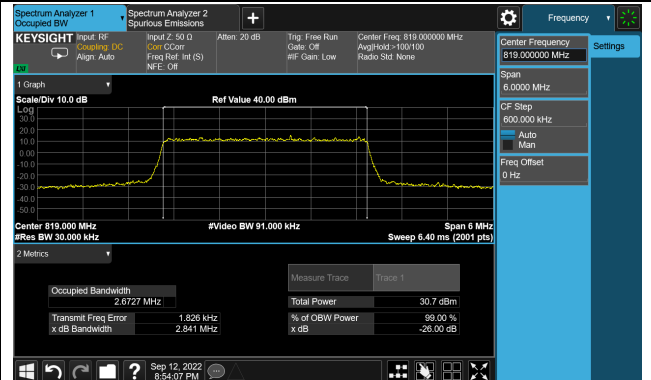 Spectrum Analyzer 1
Occupied BW
Spectrum Analyzer 2
Spurious Emissions
Frequency
KEYSIGHT
Input: RF
Coupling: DC
Align: Auto
Input Z: 50 Ω
Corr CCorr
Freq Ref: Int (S)
NFE: Off
Atten: 20 dB
Trig: Free Run
Gate: Off
#IF Gain: Low
Center Freq: 819.000000 MHz
Avg|Hold:>100/100
Radio Std: None
LXI
Center Frequency
819.000000 MHz
Settings
Span
6.0000 MHz
CF Step
600.000 kHz
Auto
Man
Freq Offset
0 Hz
1 Graph
Scale/Div 10.0 dB
Ref Value 40.00 dBm
Log
30.0
20.0
10.0
0.00
-10.0
-20.0
-30.0
-40.0
-50.0
Center 819.000 MHz
#Video BW 91.000 kHz
Span 6 MHz
#Res BW 30.000 kHz
Sweep 6.40 ms (2001 pts)
2 Metrics
Measure Trace
Trace 1
Occupied Bandwidth
2.6727 MHz
Total Power
30.7 dBm
Transmit Freq Error
1.826 kHz
% of OBW Power
99.00 %
x dB Bandwidth
2.841 MHz
x dB
-26.00 dB
?
Sep 12, 2022
8:54:07 PM